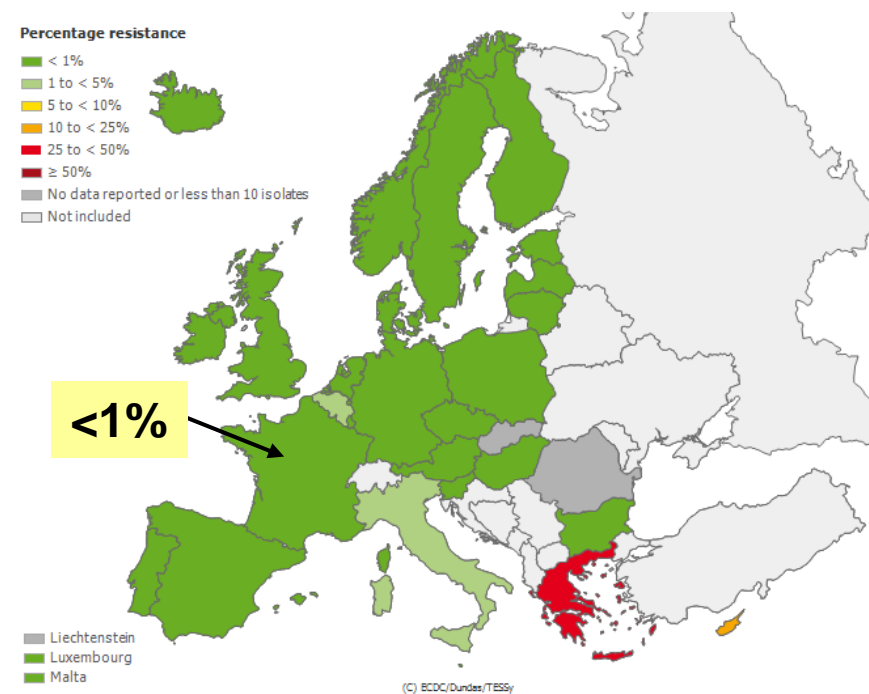 Percentage resistance
< 1%
1 to < 5%
5 to < 10%
10 to < 25%
25 to < 50%
≥ 50%
No data reported or less than 10 isolates
Not included
<1%
Liechtenstein
Luxembourg
Malta
(C) ECDC/Dundas/TESSy